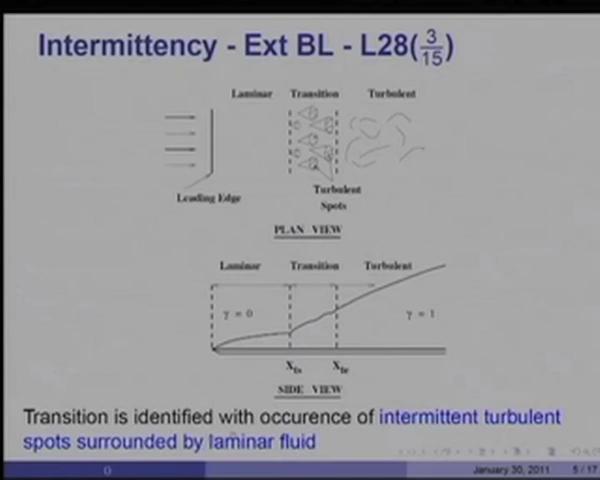 Intermittency - Ext BL - L28(3/15)
Laminar Transition Turbulent
Leading Edge
Turbulent
Spots
PLAN VIEW
Laminar Transition Turbulent
γ = 0
γ = 1
Xts Xte
SIDE VIEW
Transition is identified with occurence of intermittent turbulent
spots surrounded by laminar fluid
January 30, 2011 5 / 17